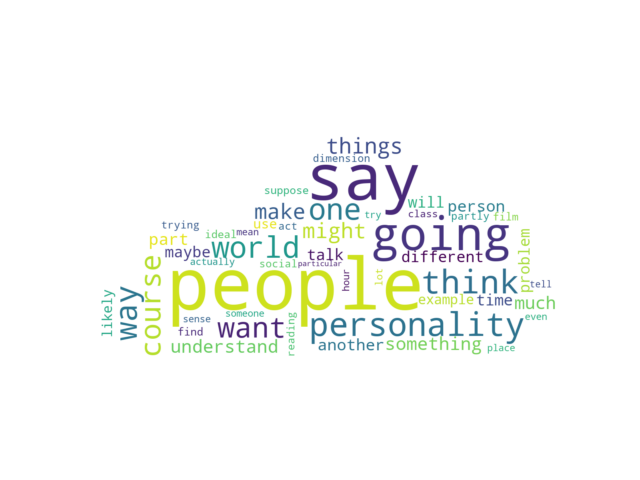 things
dimension
say
suppose
will
person
make
one
try
class
partly
film
trying
use
act
might
going
part
ideal
mean
problem
maybe
world
talk
different
actually
social
particular
people
hour
lot
think
tell
course
likely
way
example
time
much
sense
someone
want
personality
even
find
understand
reading
another
something
place